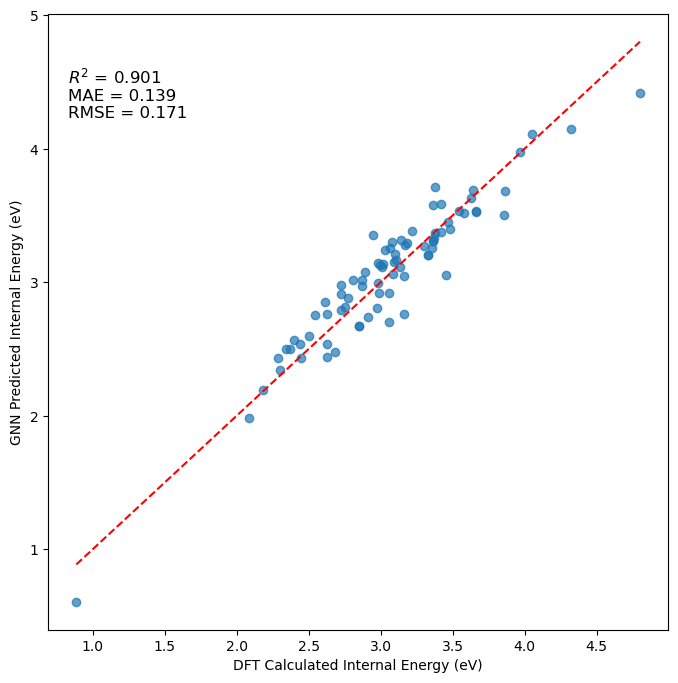 R² = 0.901
MAE = 0.139
RMSE = 0.171
5
4
3
2
1
GNN Predicted Internal Energy (eV)
1.0 1.5 2.0 2.5 3.0 3.5 4.0 4.5
DFT Calculated Internal Energy (eV)